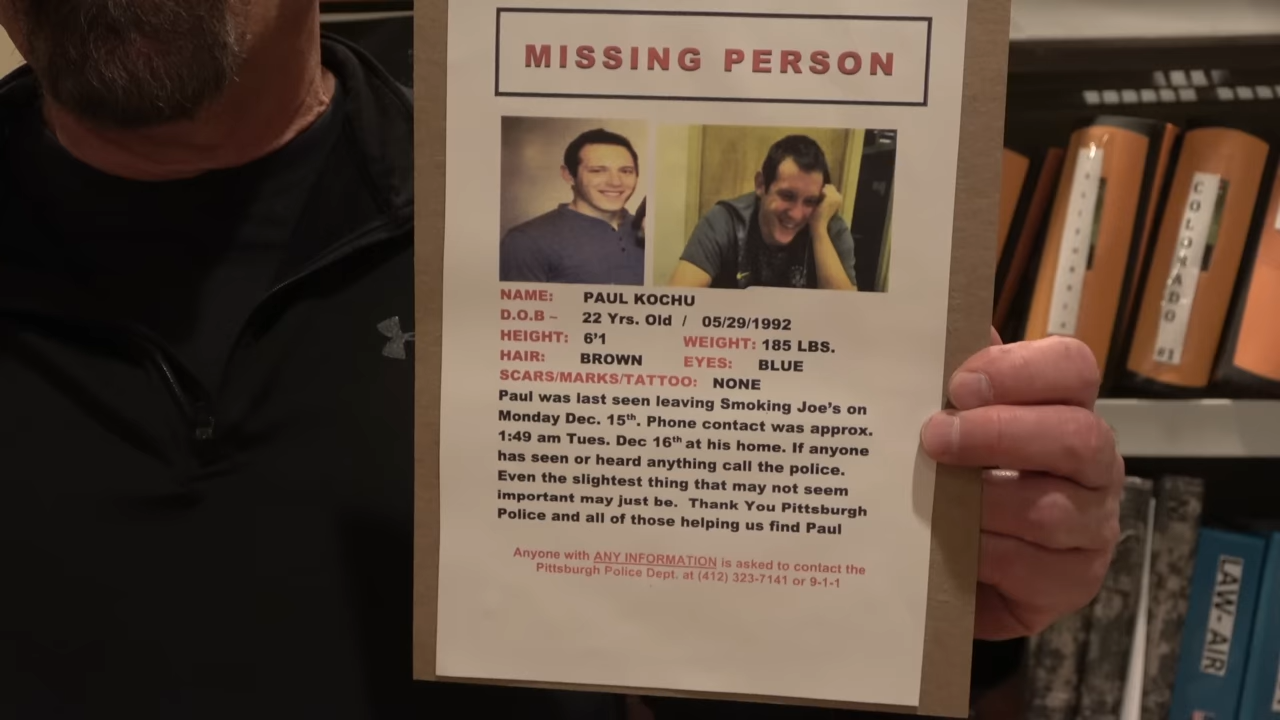 MISSING PERSON
NAME: PAUL KOCHU
D.O.B – 22 Yrs. Old / 05/29/1992
HEIGHT: 6'1 WEIGHT: 185 LBS.
HAIR: BROWN EYES: BLUE
SCARS/MARKS/TATTOO: NONE
Paul was last seen leaving Smoking Joe's on
Monday Dec. 15th. Phone contact was approx.
1:49 am Tues. Dec 16th at his home. If anyone
has seen or heard anything call the police.
Even the slightest thing that may not seem
important may just be. Thank You Pittsburgh
Police and all of those helping us find Paul
Anyone with ANY INFORMATION is asked to contact the
Pittsburgh Police Dept. at (412) 323-7141 or 9-1-1
COLORADO
#1
LAW-AIR